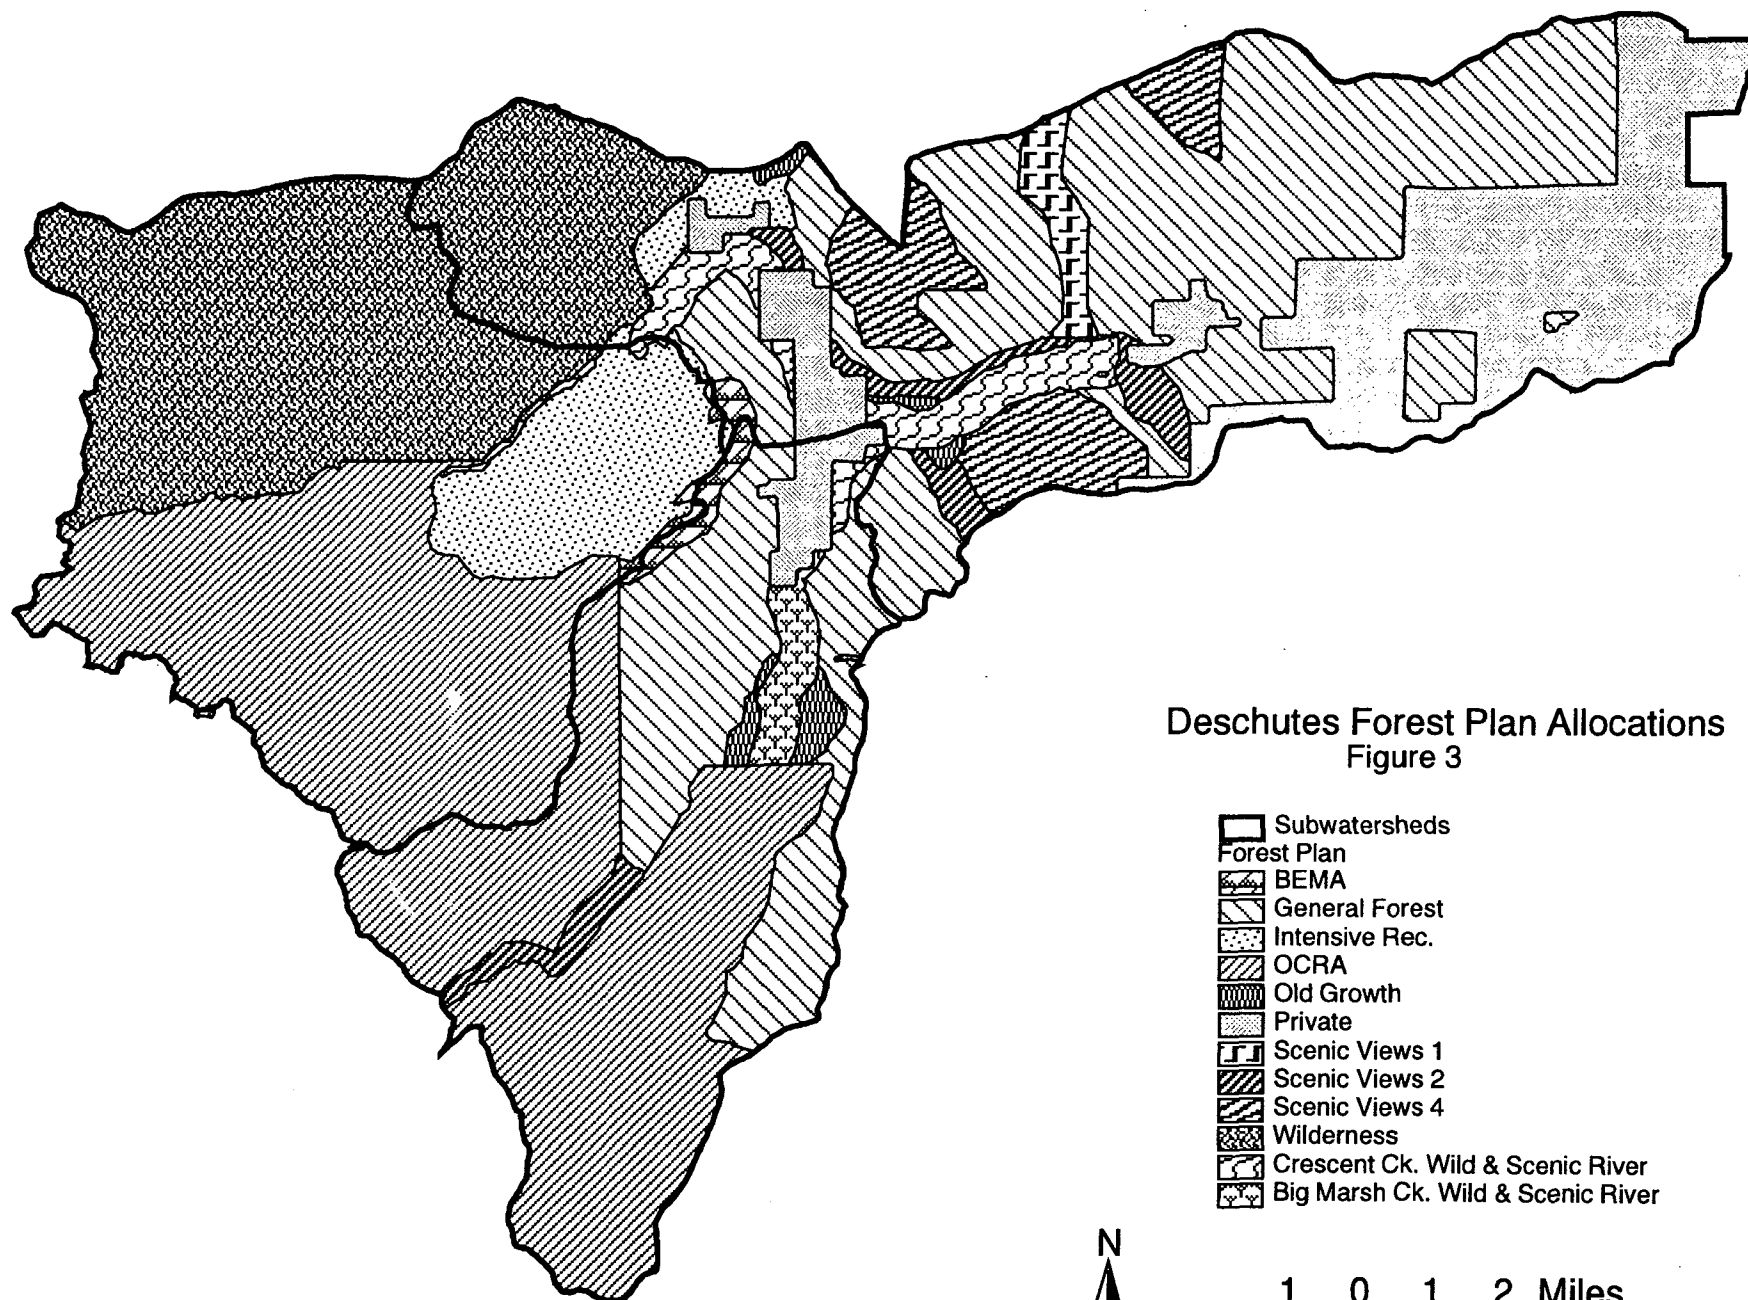 Deschutes Forest Plan Allocations
Figure 3
Subwatersheds
Forest Plan
BEMA
General Forest
Intensive Rec.
OCRA
Old Growth
Private
Scenic Views 1
Scenic Views 2
Scenic Views 4
Wilderness
Crescent Ck. Wild & Scenic River
Big Marsh Ck. Wild & Scenic River
N
1 0 1 2 Miles